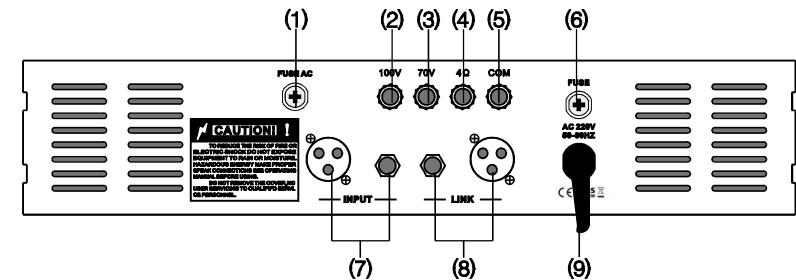 (1) (2) (3) (4) (5) (6)
FUSE AC 100V 70V 4Ω COM FUSE
AC 220V
50-60HZ
CAUTION! !
TO REDUCE THE RISK OF FIRE OR
ELECTRIC SHOCK DO NOT EXPOSE
EQUIPMENT TO RAIN OR MOISTURE.
HAZARDOUS ENERGY MAKE PROPER
SPEAK CONNECTIONS SEE OPERATING
MANUAL BEFORE USING.
DO NOT REMOVE THE COVER,NO
USER SERVICING TO QUALIFIED SERVE
OR PERSONNEL.
INPUT LINK
CE
(7) (8) (9)